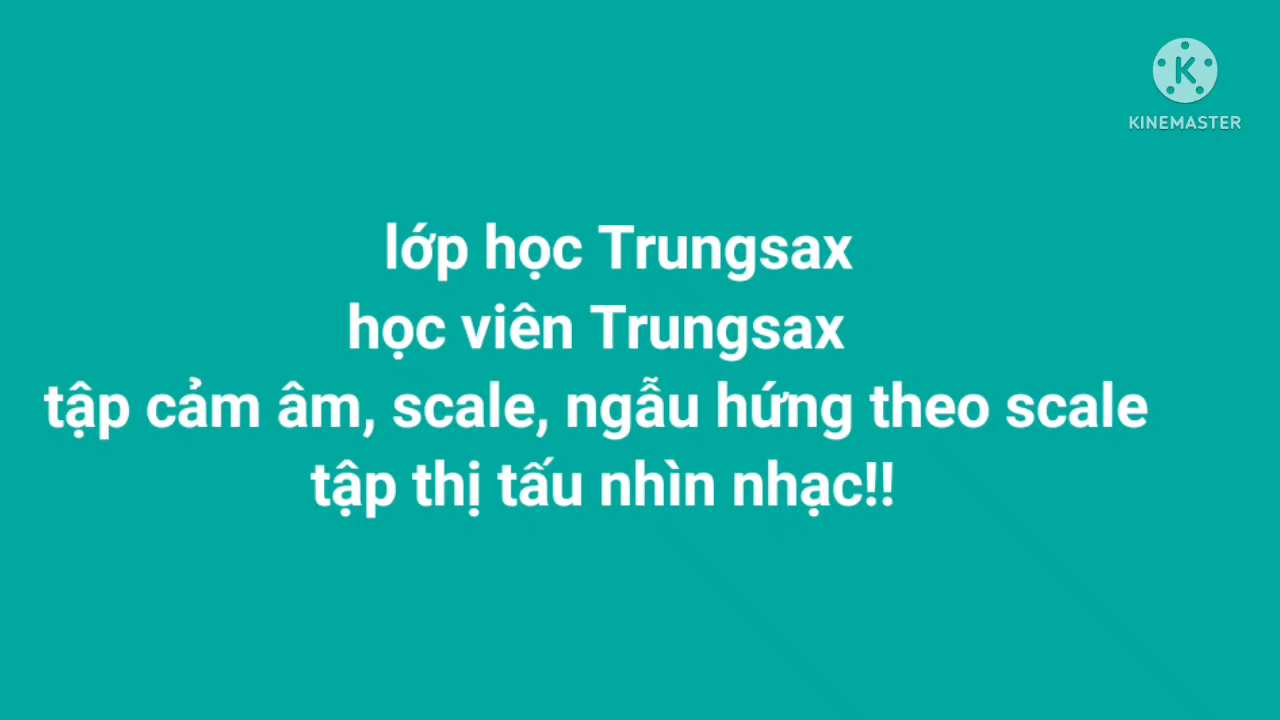 KINEMASTER
lớp học Trungsax
học viên Trungsax
tập cảm âm, scale, ngẫu hứng theo scale
tập thị tấu nhìn nhạc!!